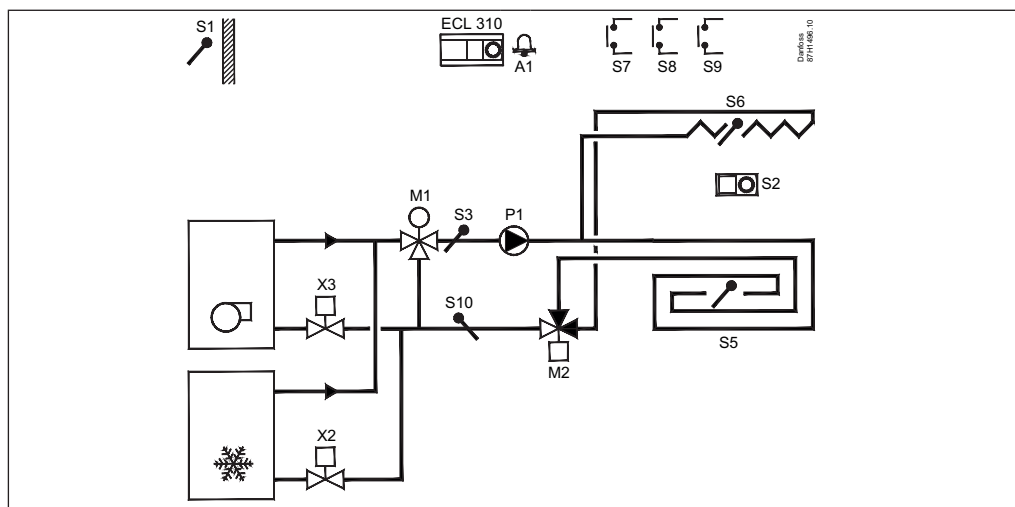 S1
ECL 310
A1
S7
S8
S9
Danfoss
87H1496.10
S6
S2
M1
S3
P1
X3
S10
M2
S5
X2